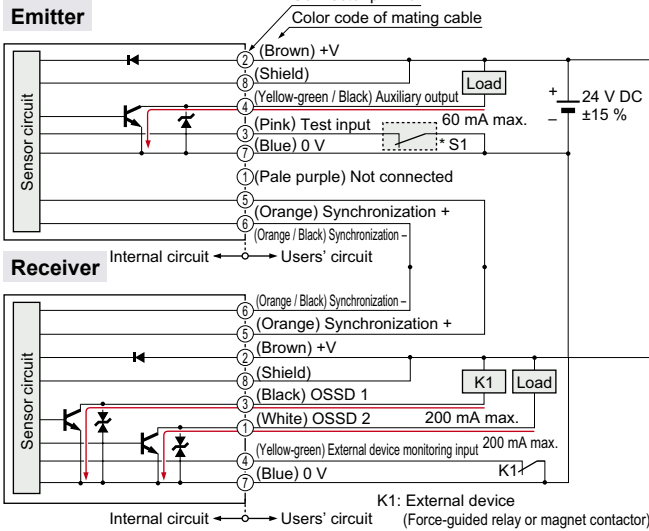 Emitter
Color code of mating cable
Sensor circuit
2 (Brown) +V
8 (Shield)
4 (Yellow-green / Black) Auxiliary output
Load
+
24 V DC
–
±15 %
3 (Pink) Test input
60 mA max.
7 (Blue) 0 V
* S1
1 (Pale purple) Not connected
5 (Orange) Synchronization +
6 (Orange / Black) Synchronization –
Internal circuit
Users' circuit
Receiver
Sensor circuit
6 (Orange / Black) Synchronization –
5 (Orange) Synchronization +
2 (Brown) +V
8 (Shield)
K1
Load
3 (Black) OSSD 1
1 (White) OSSD 2
200 mA max.
4 (Yellow-green) External device monitoring input
200 mA max.
K1
7 (Blue) 0 V
Internal circuit
Users' circuit
K1: External device
(Force-guided relay or magnet contactor)